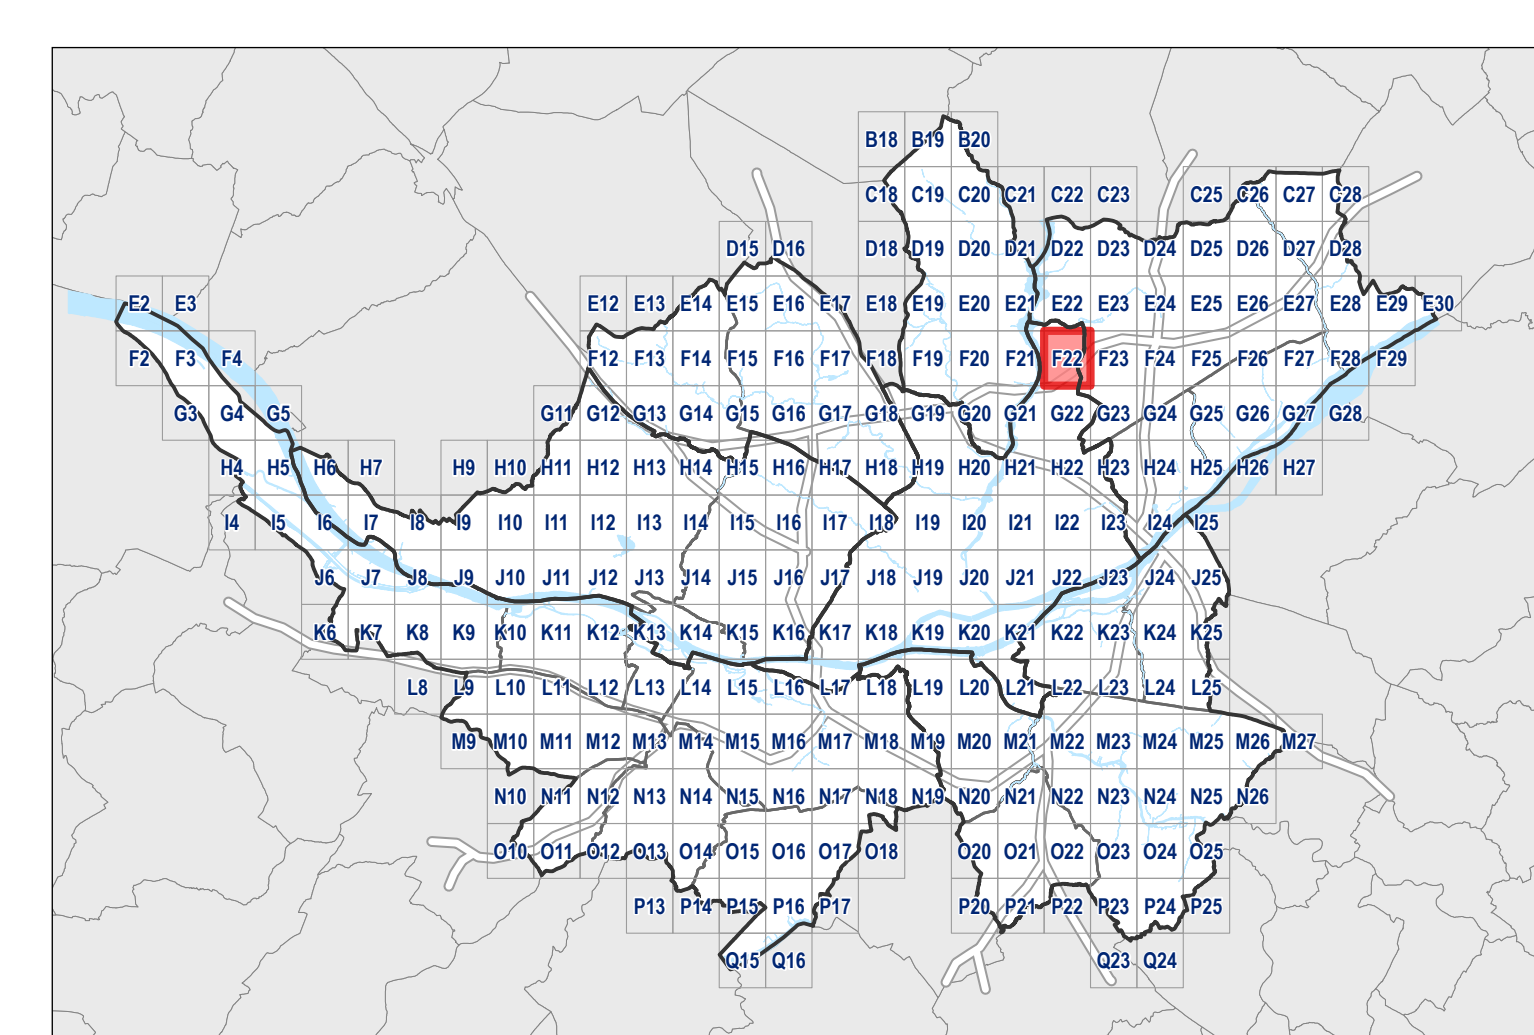 B18 B19 B20
C18 C19 C20 C21 C22 C23 C25 C26 C27 C28
D15 D16 D18 D19 D20 D21 D22 D23 D24 D25 D26 D27 D28
E2 E3 E12 E13 E14 E15 E16 E17 E18 E19 E20 E21 E22 E23 E24 E25 E26 E27 E28 E29 E30
F2 F3 F4 F12 F13 F14 F15 F16 F17 F18 F19 F20 F21 F22 F23 F24 F25 F26 F27 F28 F29
G3 G4 G5 G11 G12 G13 G14 G15 G16 G17 G18 G19 G20 G21 G22 G23 G24 G25 G26 G27 G28
H4 H5 H6 H7 H9 H10 H11 H12 H13 H14 H15 H16 H17 H18 H19 H20 H21 H22 H23 H24 H25 H26 H27
I4 I5 I6 I7 I8 I9 I10 I11 I12 I13 I14 I15 I16 I17 I18 I19 I20 I21 I22 I23 I24 I25
J6 J7 J8 J9 J10 J11 J12 J13 J14 J15 J16 J17 J18 J19 J20 J21 J22 J23 J24 J25
K6 K7 K8 K9 K10 K11 K12 K13 K14 K15 K16 K17 K18 K19 K20 K21 K22 K23 K24 K25
L8 L9 L10 L11 L12 L13 L14 L15 L16 L17 L18 L19 L20 L21 L22 L23 L24 L25
M9 M10 M11 M12 M13 M14 M15 M16 M17 M18 M19 M20 M21 M22 M23 M24 M25 M26 M27
N10 N11 N12 N13 N14 N15 N16 N17 N18 N19 N20 N21 N22 N23 N24 N25 N26
O10 O11 O12 O13 O14 O15 O16 O17 O18 O20 O21 O22 O23 O24 O25
P13 P14 P15 P16 P17 P20 P21 P22 P23 P24 P25
Q15 Q16 Q23 Q24